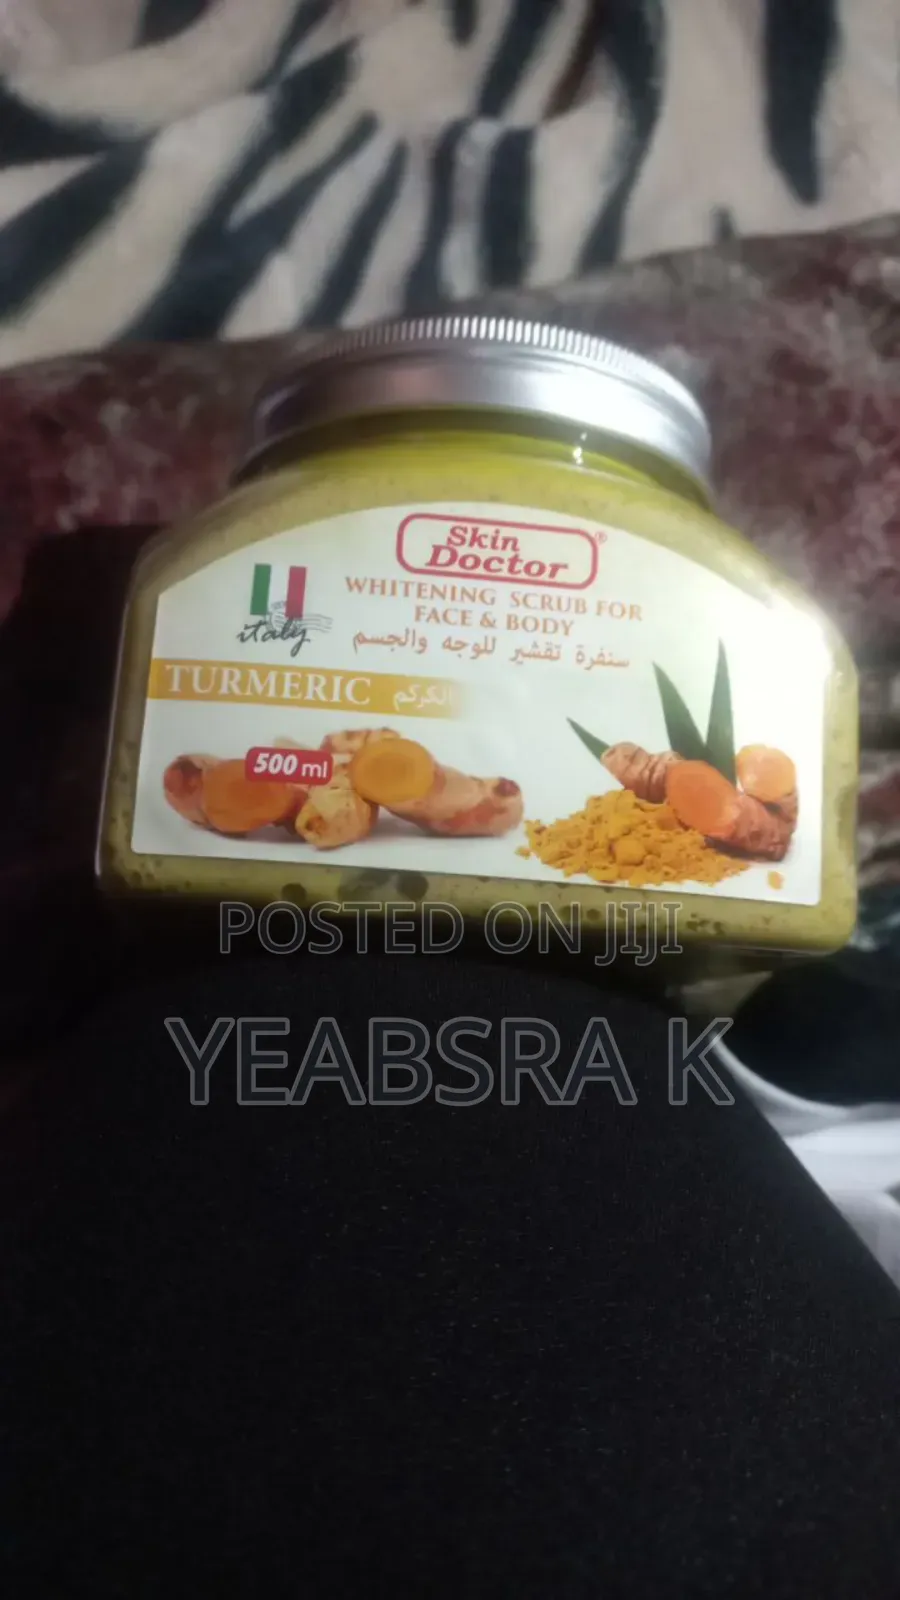 Skin
Doctor®
WHITENING SCRUB FOR
FACE & BODY
سنفرة تقشير للوجه والجسم
italy
TURMERIC الكركم
500 ml
POSTED ON JIJI
YEABSRA K